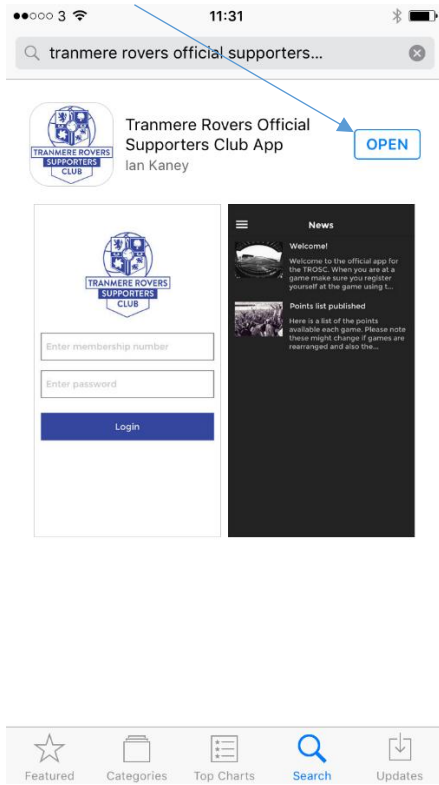 3 11:31
tranmere rovers official supporters...
TRANMERE ROVERS
SUPPORTERS
CLUB
Tranmere Rovers Official
Supporters Club App
Ian Kaney
OPEN
TRANMERE ROVERS
SUPPORTERS
CLUB
Enter membership number
Enter password
Login
News
Welcome!
Welcome to the official app for
the TROSC. When you are at a
game make sure you register
yourself at the game using t...
Points list published
Here is a list of the points
available each game. Please note
these might change if games are
rearranged and also the...
Featured Categories Top Charts Search Updates